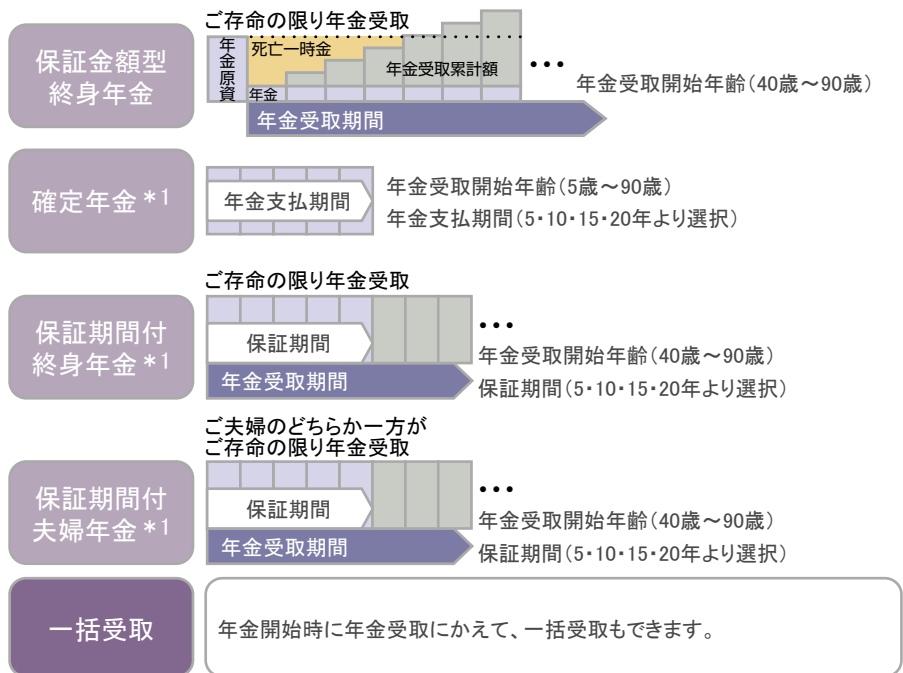 保証金額型
終身年金
ご存命の限り年金受取
年金原資
死亡一時金
年金受取累計額
年金
年金受取期間
•••
年金受取開始年齢(40歳~90歳)
確定年金*1
年金支払期間
年金受取開始年齢(5歳~90歳)
年金支払期間(5・10・15・20年より選択)
保証期間付
終身年金*1
ご存命の限り年金受取
保証期間
年金受取期間
•••
年金受取開始年齢(40歳~90歳)
保証期間(5・10・15・20年より選択)
保証期間付
夫婦年金*1
ご夫婦のどちらか一方が
ご存命の限り年金受取
保証期間
年金受取期間
•••
年金受取開始年齢(40歳~90歳)
保証期間(5・10・15・20年より選択)
一括受取
年金開始時に年金受取にかえて、一括受取もできます。